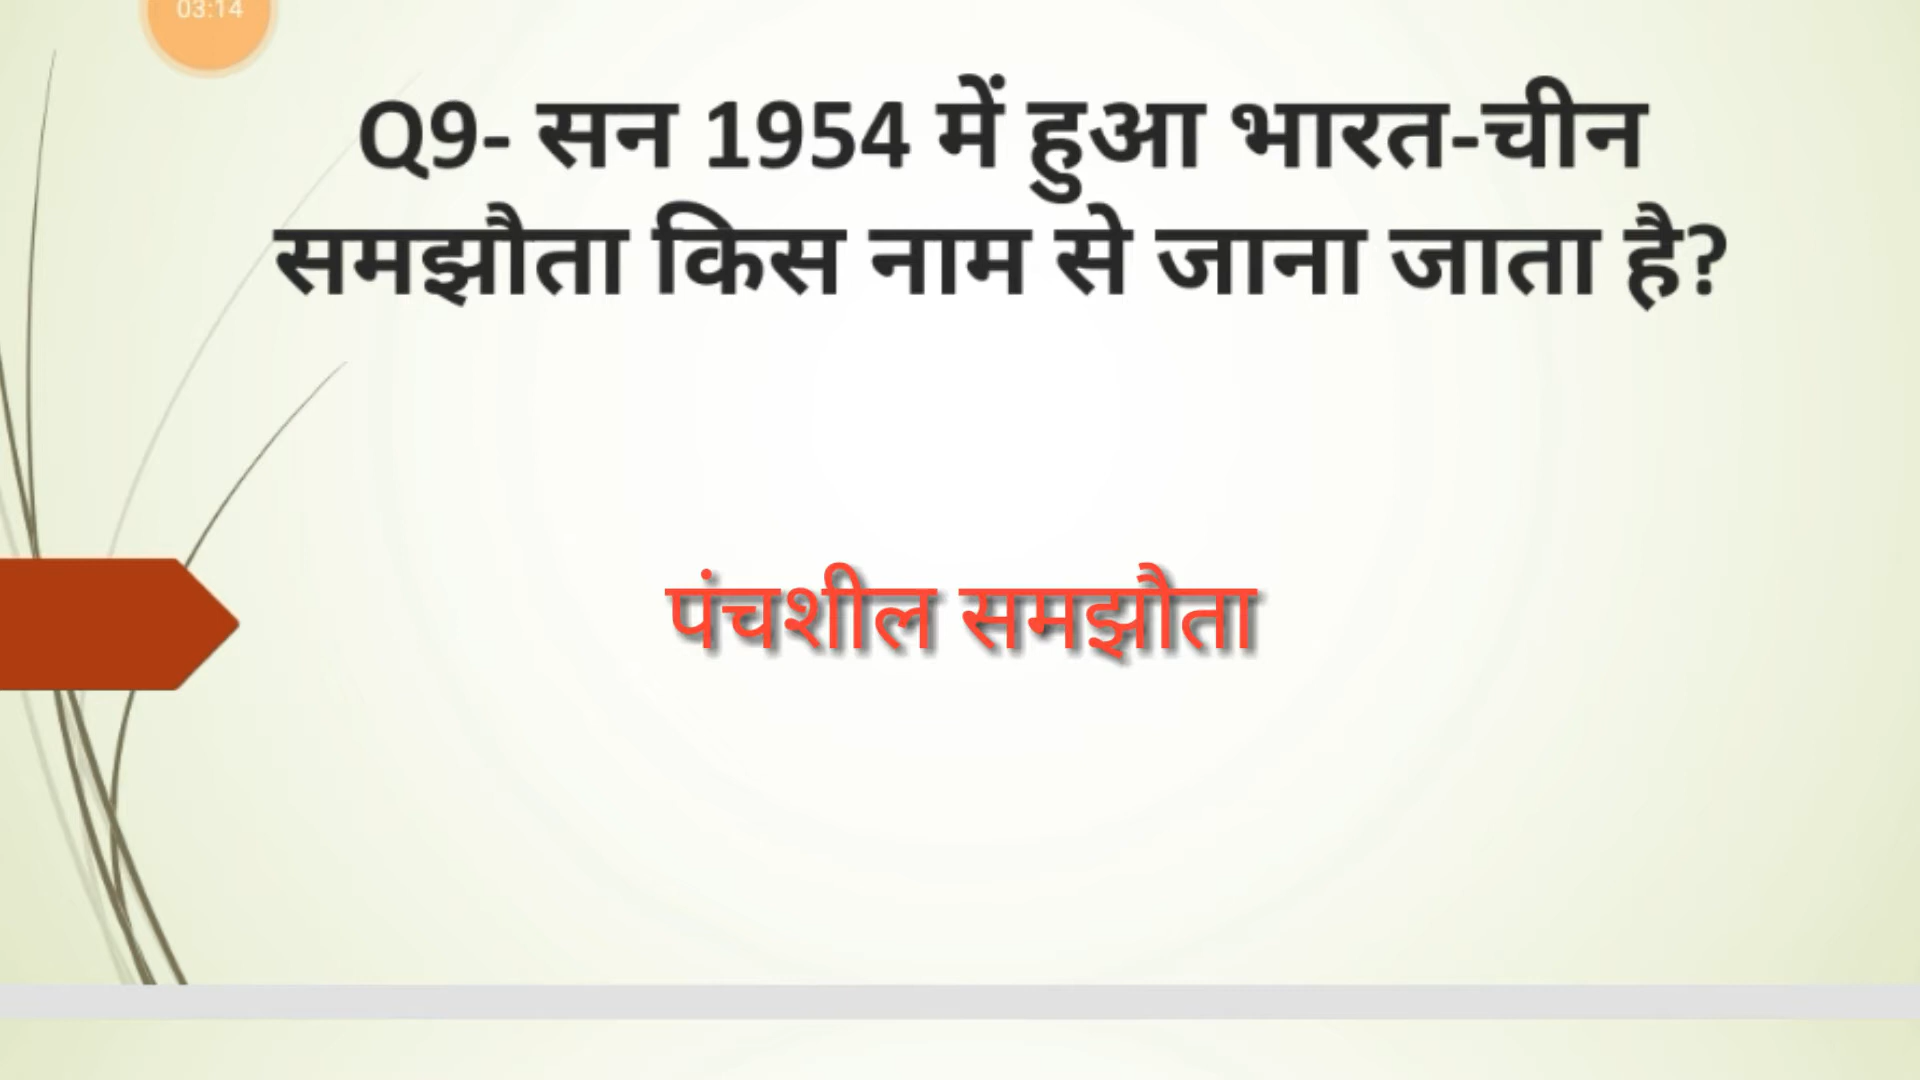 03:14
Q9- सन 1954 में हुआ भारत-चीन
समझौता किस नाम से जाना जाता है?
पंचशील समझौता